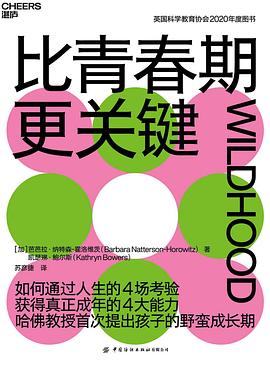 CHEERS
湛庐
英国科学教育协会2020年度图书
比青春期
更关键
WILDHOOD
[加]芭芭拉·纳特森-霍洛维茨(Barbara Natterson-Horowitz) 著
凯瑟琳·鲍尔斯(Kathryn Bowers)
苏彦捷 译
如何通过人生的4场考验
获得真正成年的4大能力
哈佛教授首次提出孩子的野蛮成长期
中国纺织出版社有限公司